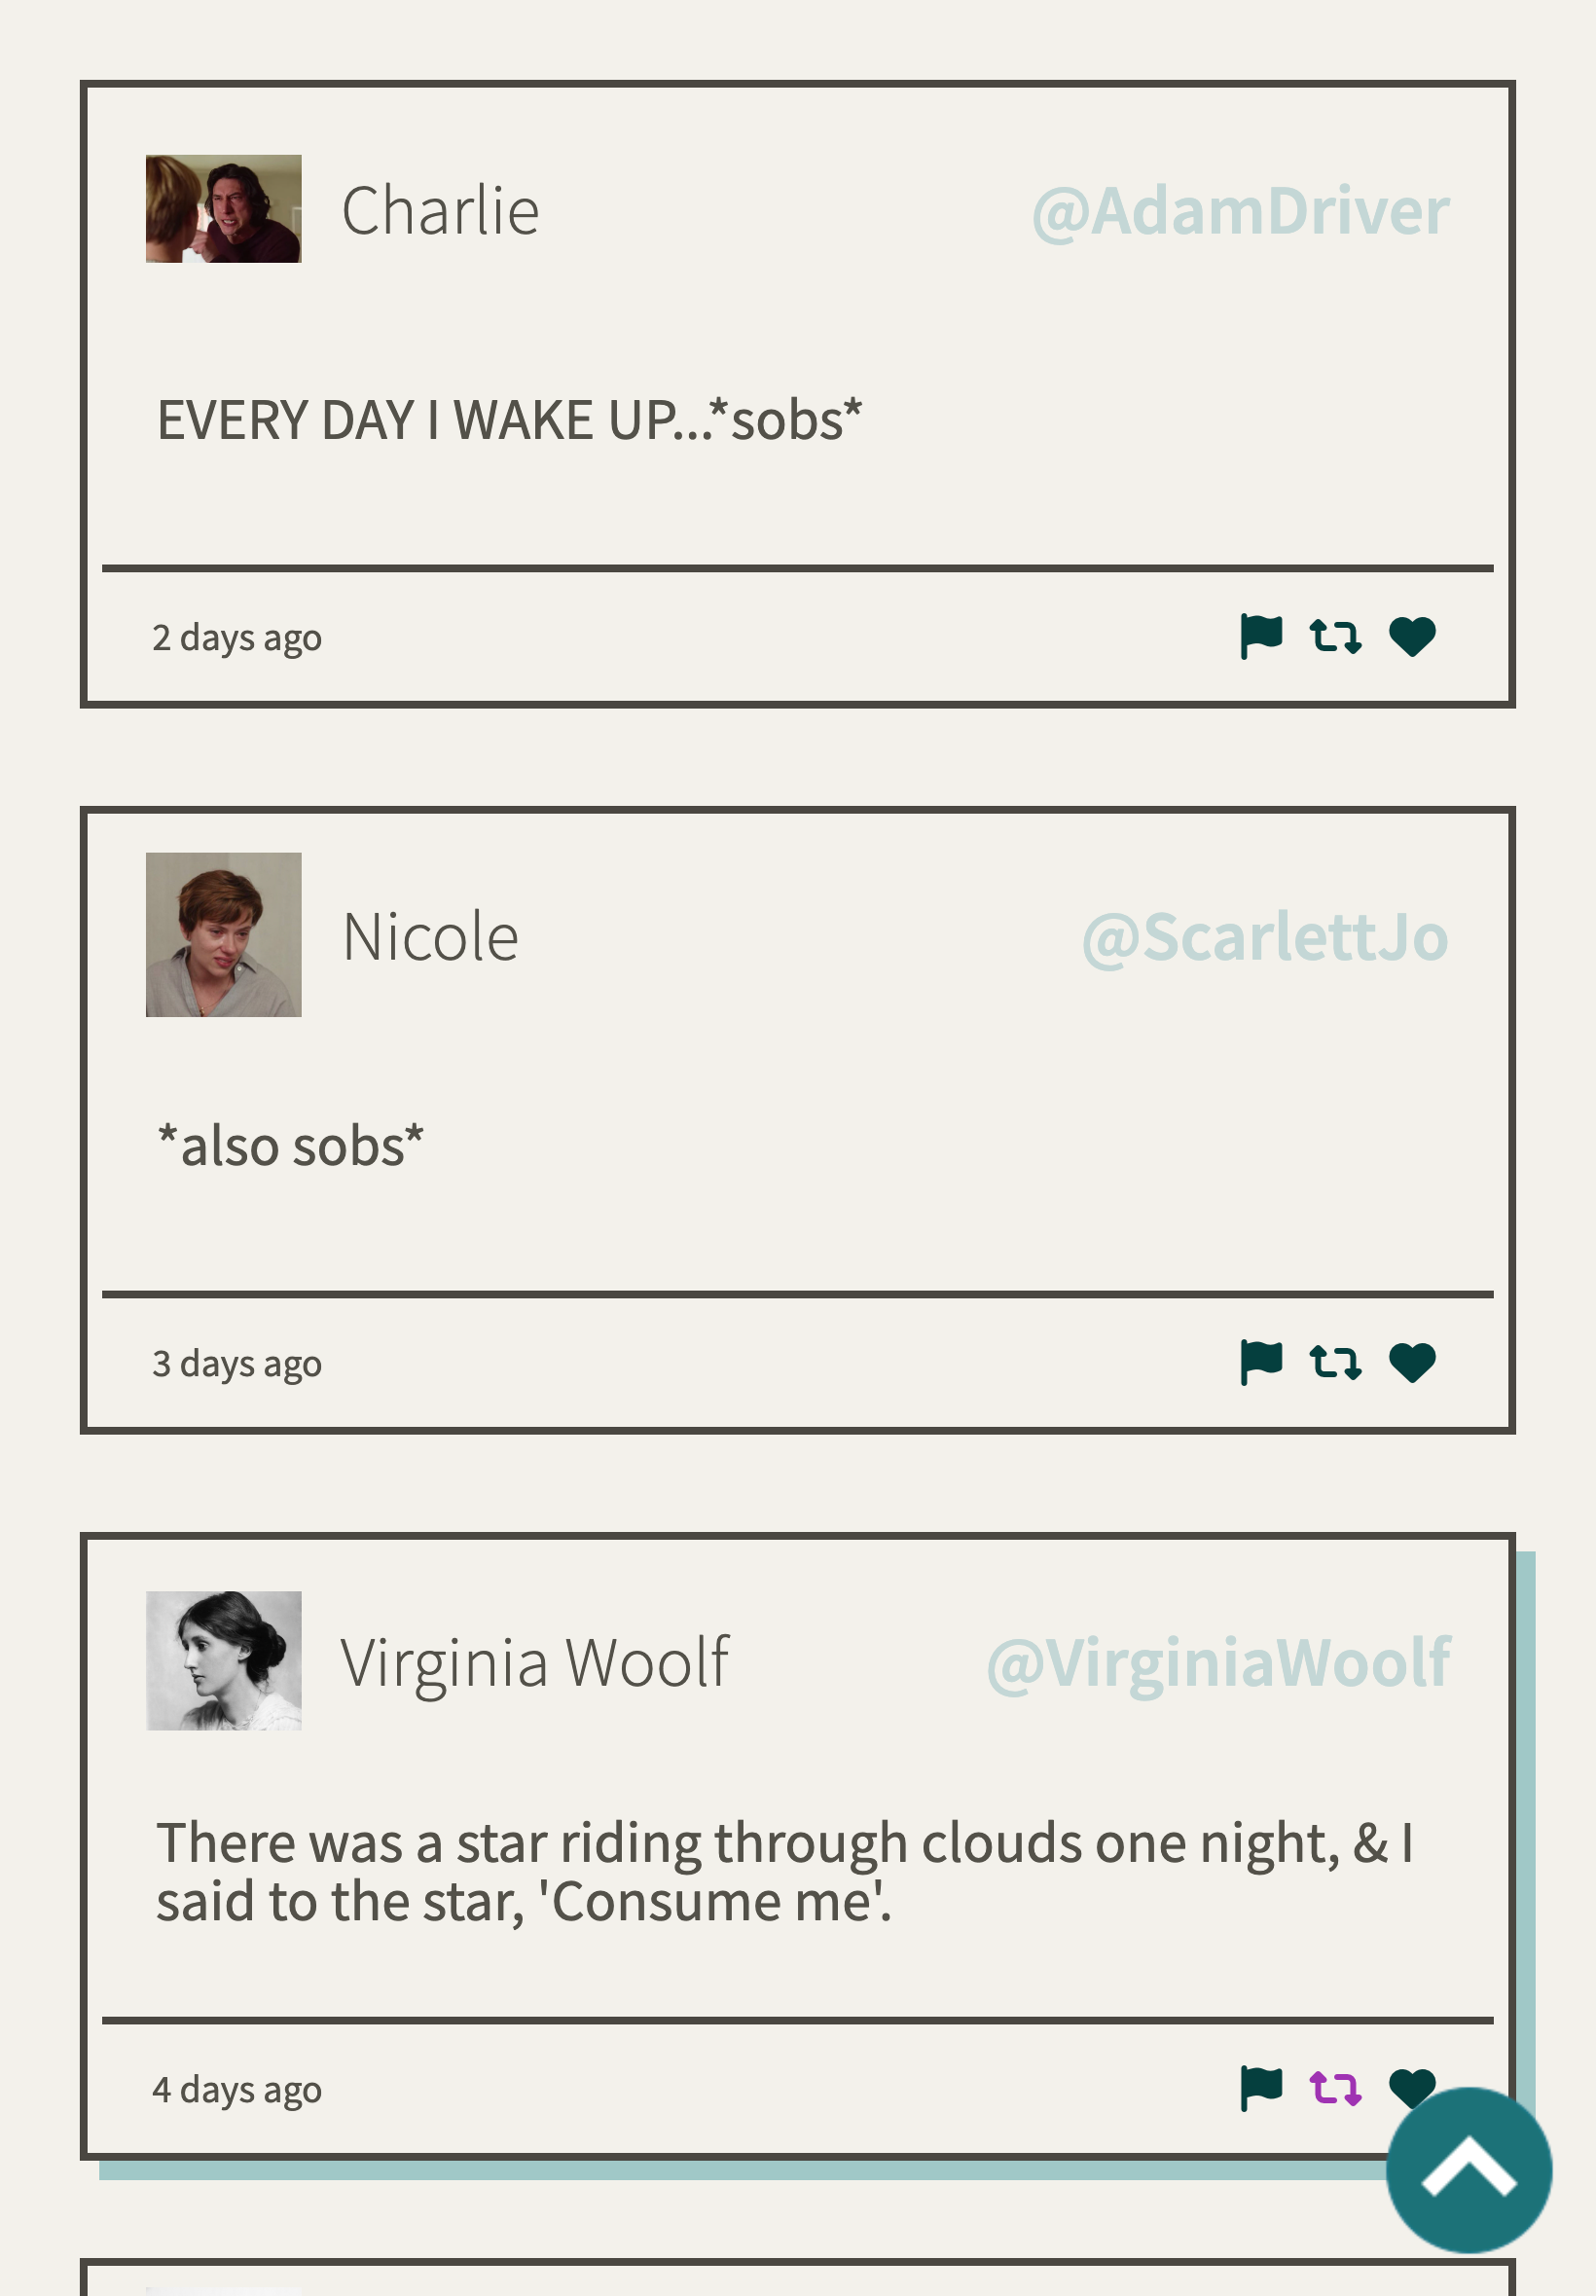 Charlie @AdamDriver
EVERY DAY I WAKE UP...*sobs*
2 days ago
Nicole @ScarlettJo
*also sobs*
3 days ago
Virginia Woolf @VirginiaWoolf
There was a star riding through clouds one night, & I
said to the star, 'Consume me'.
4 days ago